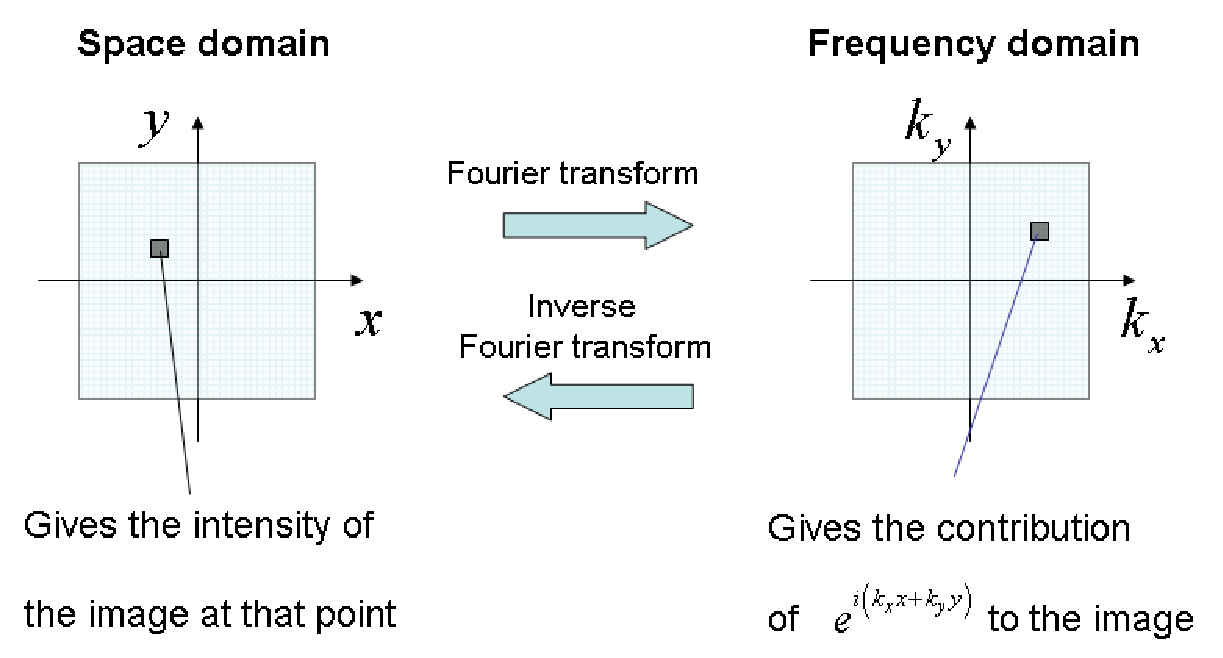 Space domain
Frequency domain
y
k_y
Fourier transform
x
Inverse
Fourier transform
k_x
Gives the intensity of
the image at that point
Gives the contribution
of e^{i(k_x x+k_y y)} to the image